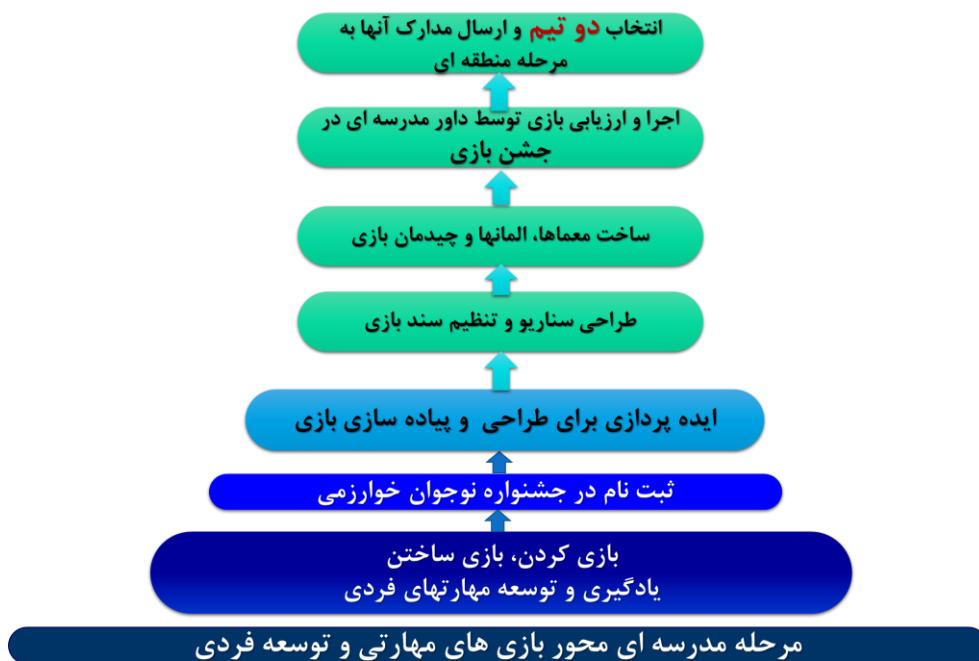 انتخاب دو تیم و ارسال مدارک آنها به
مرحله منطقه ای
اجرا و ارزیابی بازی توسط داور مدرسه ای در
جشن بازی
ساخت معماها، المانها و چیدمان بازی
طراحی سناریو و تنظیم سند بازی
ایده پردازی برای طراحی و پیاده سازی بازی
ثبت نام در جشنواره نوجوان خوارزمی
بازی کردن، بازی ساختن
یادگیری و توسعه مهارتهای فردی
مرحله مدرسه ای محور بازی های مهارتی و توسعه فردی